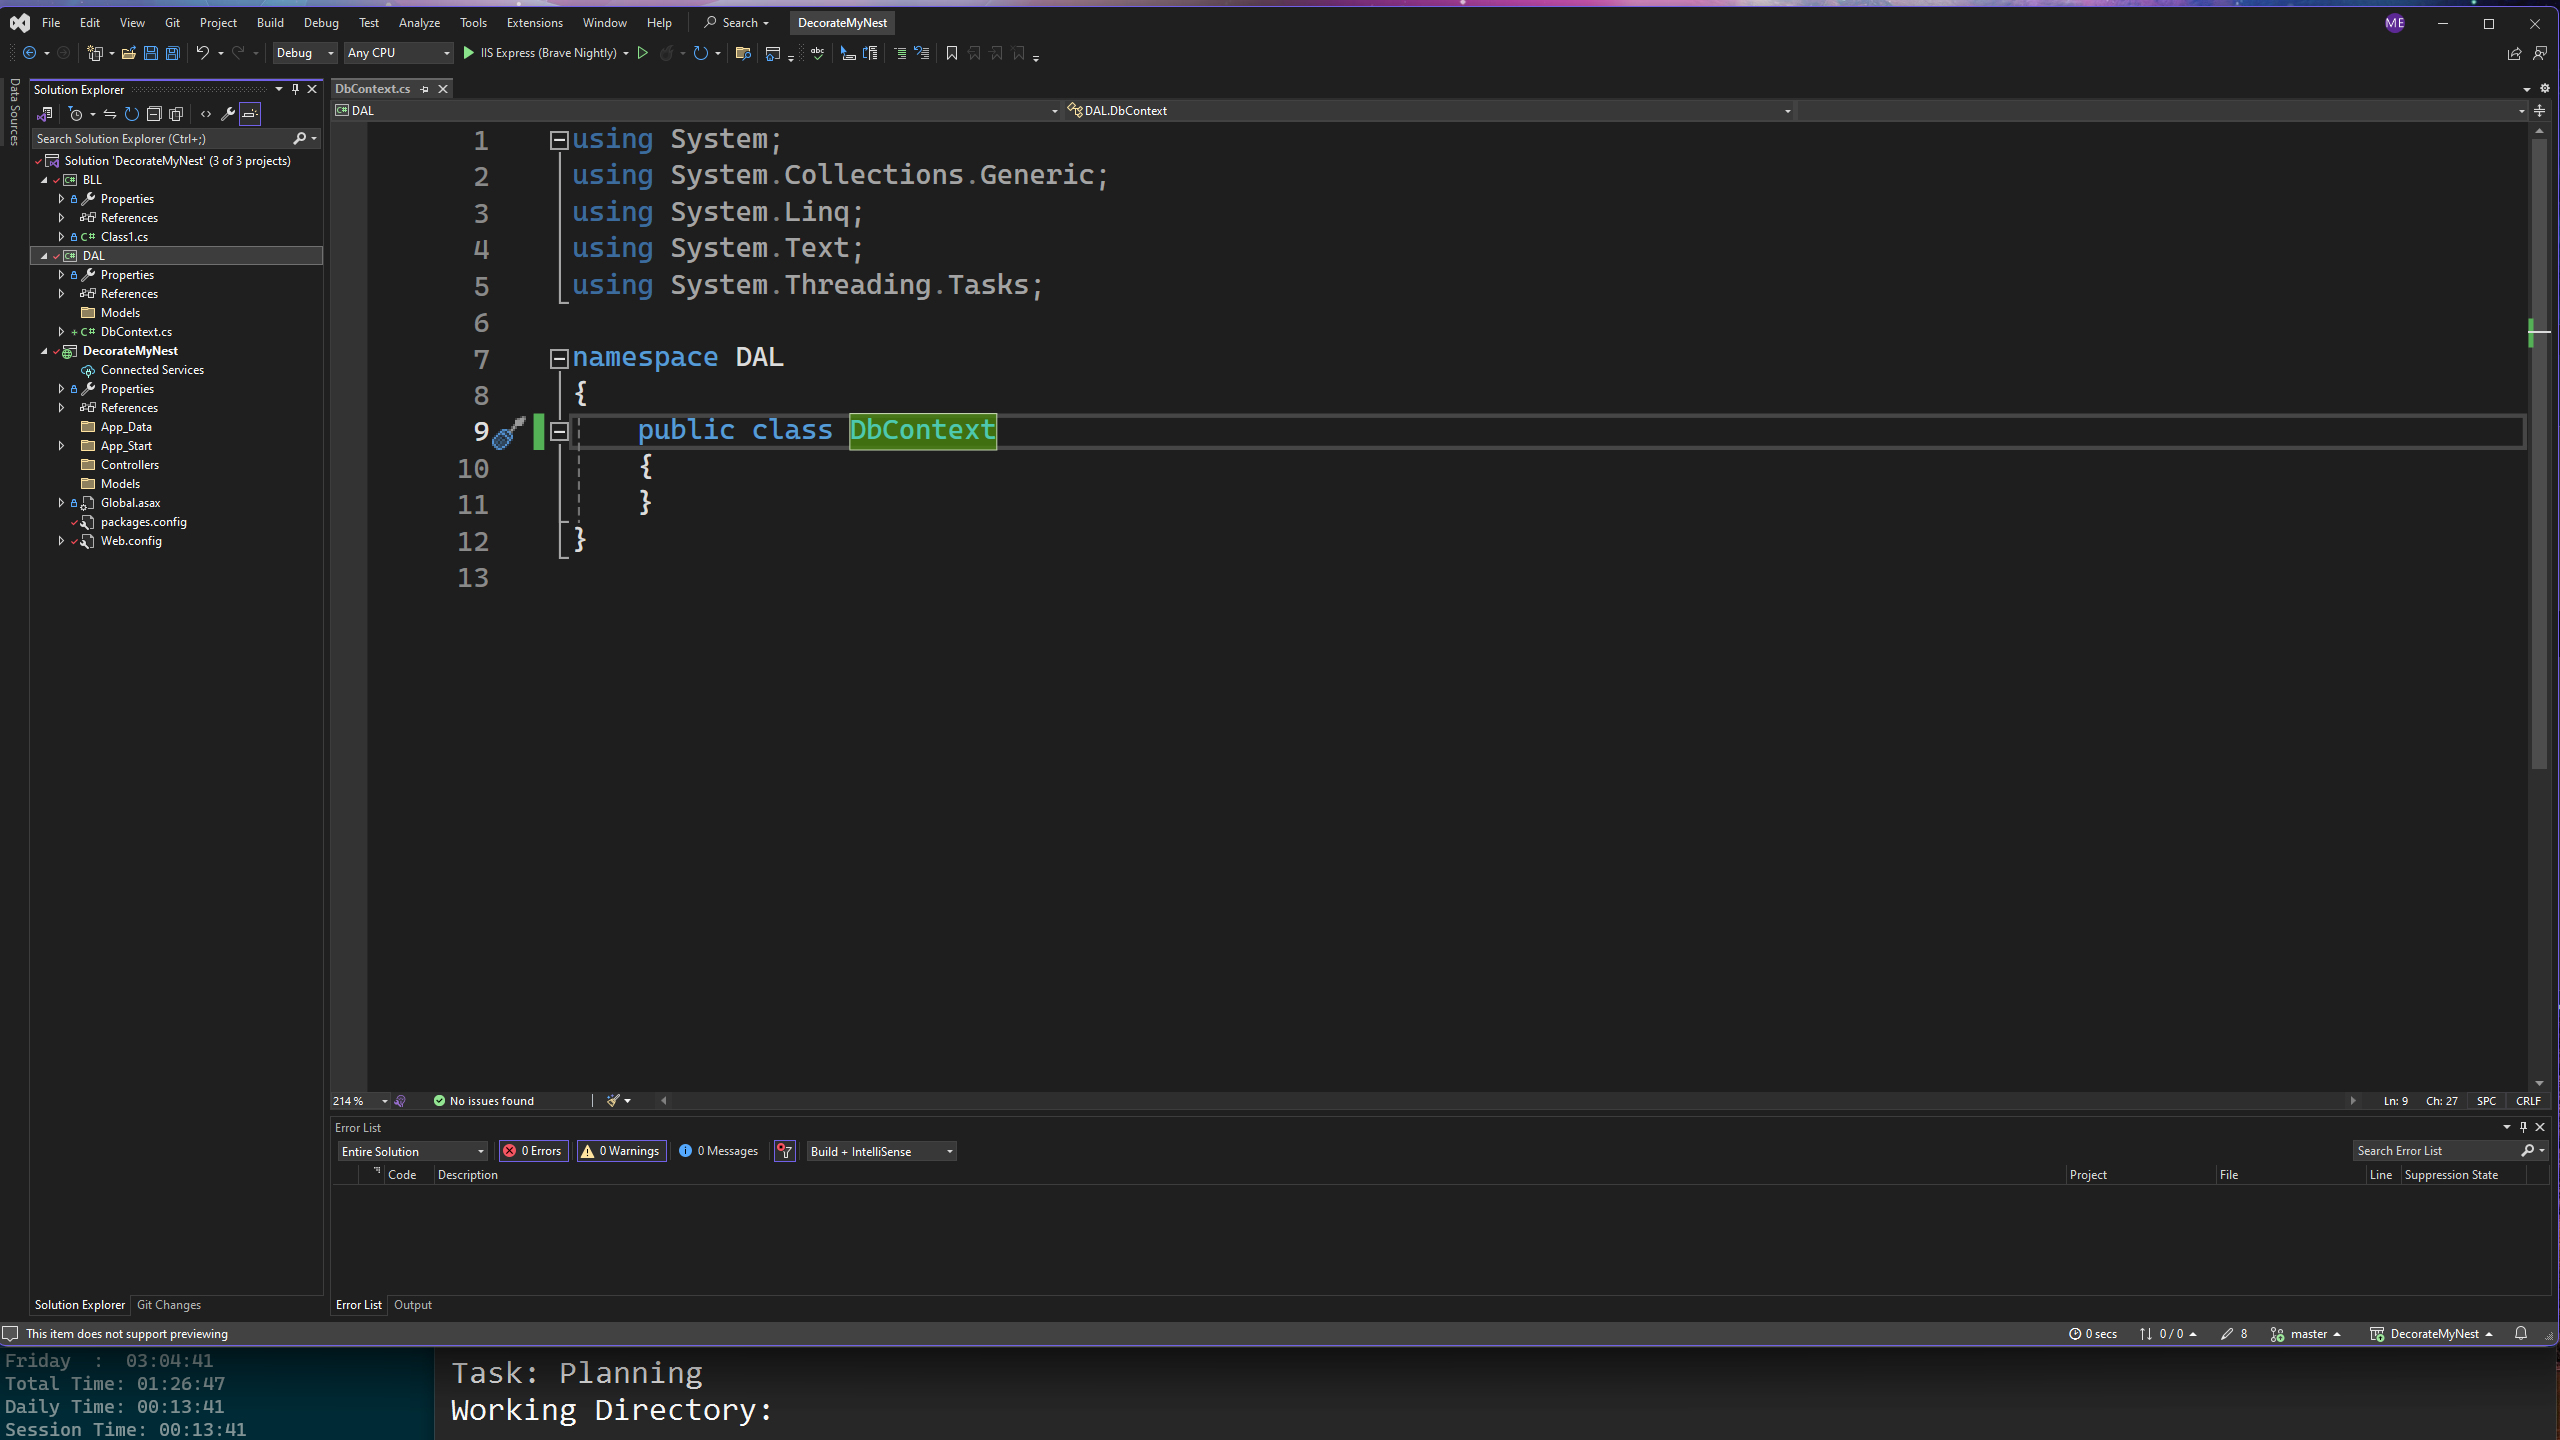 File Edit View Git Project Build Debug Test Analyze Tools Extensions Window Help Search DecorateMyNest ME
Debug Any CPU IIS Express (Brave Nightly)
Data Sources
Solution Explorer
Search Solution Explorer (Ctrl+;)
Solution 'DecorateMyNest' (3 of 3 projects)
BLL
Properties
References
C# Class1.cs
DAL
Properties
References
Models
C# DbContext.cs
DecorateMyNest
Connected Services
Properties
References
App_Data
App_Start
Controllers
Models
Global.asax
packages.config
Web.config
Solution Explorer Git Changes
DbContext.cs
DAL DAL.DbContext
1 using System;
2 using System.Collections.Generic;
3 using System.Linq;
4 using System.Text;
5 using System.Threading.Tasks;
6
7 namespace DAL
8 {
9 public class DbContext
10 {
11 }
12 }
13
214 % No issues found Ln: 9 Ch: 27 SPC CRLF
Error List
Entire Solution 0 Errors 0 Warnings 0 Messages Build + IntelliSense Search Error List
Code Description Project File Line Suppression State
Error List Output
This item does not support previewing 0 secs 0 / 0 8 master DecorateMyNest
Friday : 03:04:41
Total Time: 01:26:47
Daily Time: 00:13:41
Session Time: 00:13:41
Task: Planning
Working Directory: